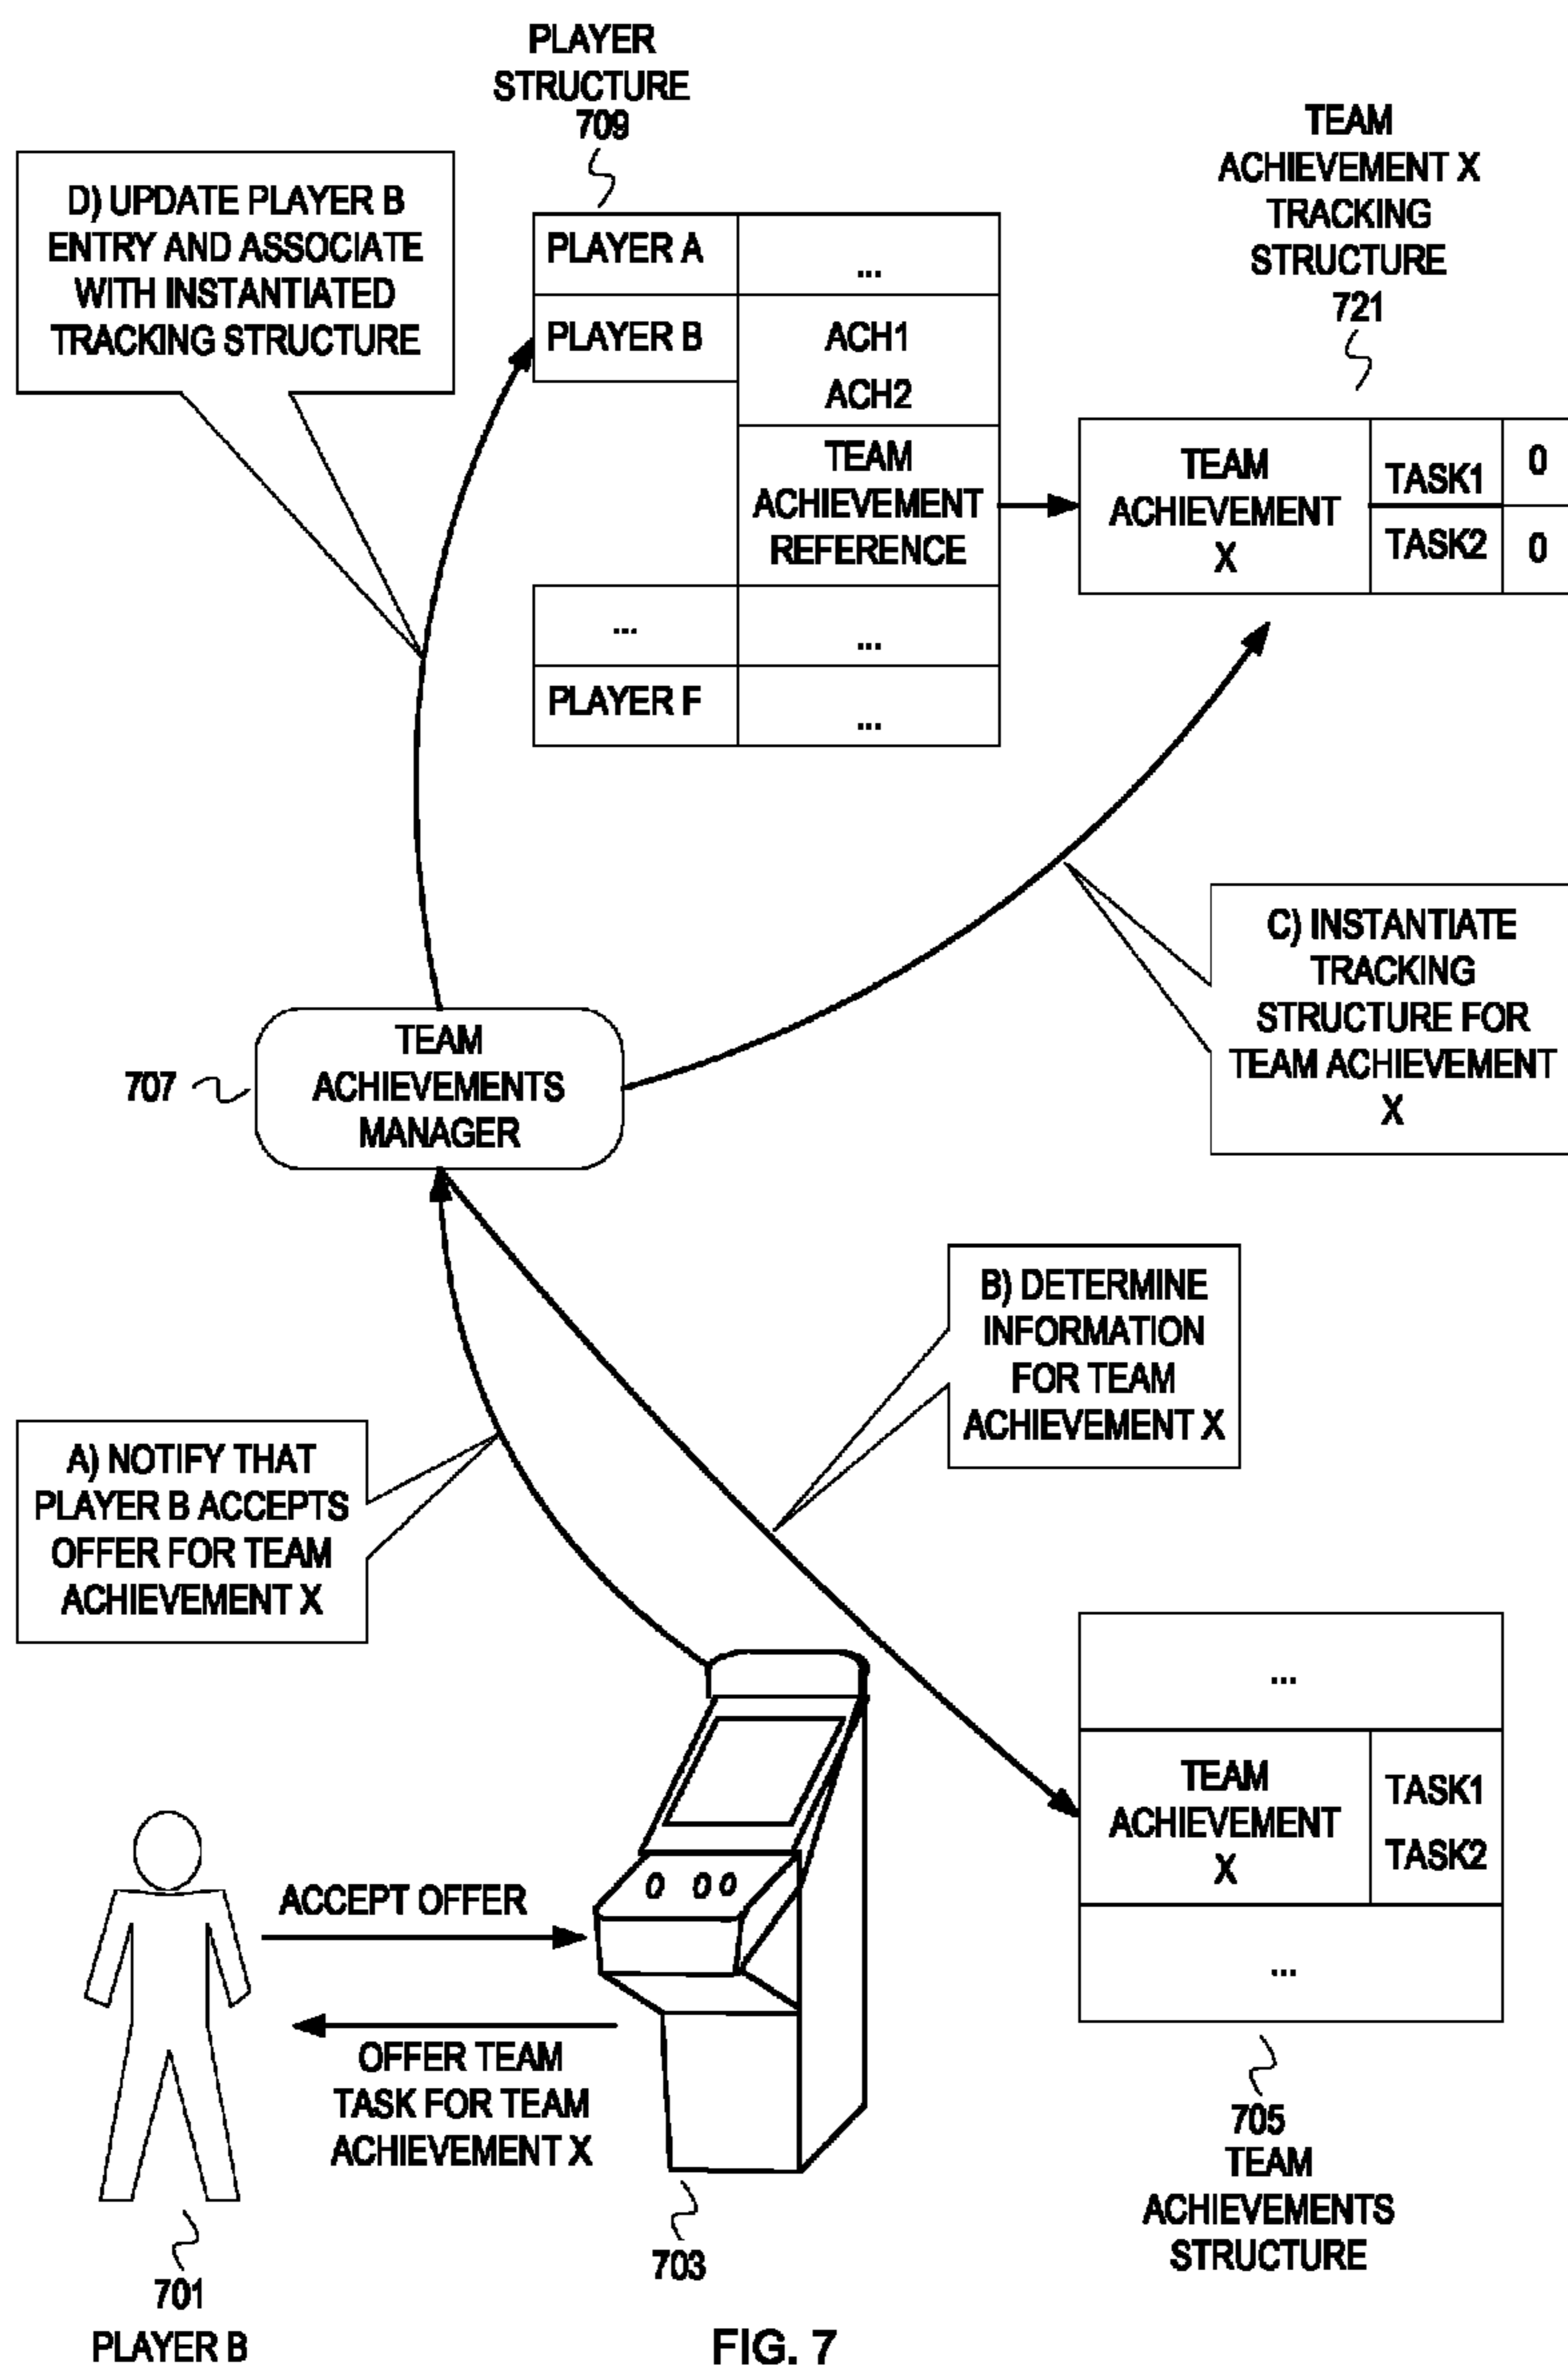 PLAYER
STRUCTURE
709
TEAM
ACHIEVEMENT X
TRACKING
STRUCTURE
721
D) UPDATE PLAYER B
ENTRY AND ASSOCIATE
WITH INSTANTIATED
TRACKING STRUCTURE
PLAYER A
...
PLAYER B
ACH1
ACH2
TEAM
ACHIEVEMENT
REFERENCE
...
...
PLAYER F
...
TEAM
ACHIEVEMENT
X
TASK1
0
TASK2
0
C) INSTANTIATE
TRACKING
STRUCTURE FOR
TEAM ACHIEVEMENT
X
707
TEAM
ACHIEVEMENTS
MANAGER
B) DETERMINE
INFORMATION
FOR TEAM
ACHIEVEMENT X
A) NOTIFY THAT
PLAYER B ACCEPTS
OFFER FOR TEAM
ACHIEVEMENT X
...
TEAM
ACHIEVEMENT
X
TASK1
TASK2
...
705
TEAM
ACHIEVEMENTS
STRUCTURE
ACCEPT OFFER
OFFER TEAM
TASK FOR TEAM
ACHIEVEMENT X
703
701
PLAYER B
FIG. 7